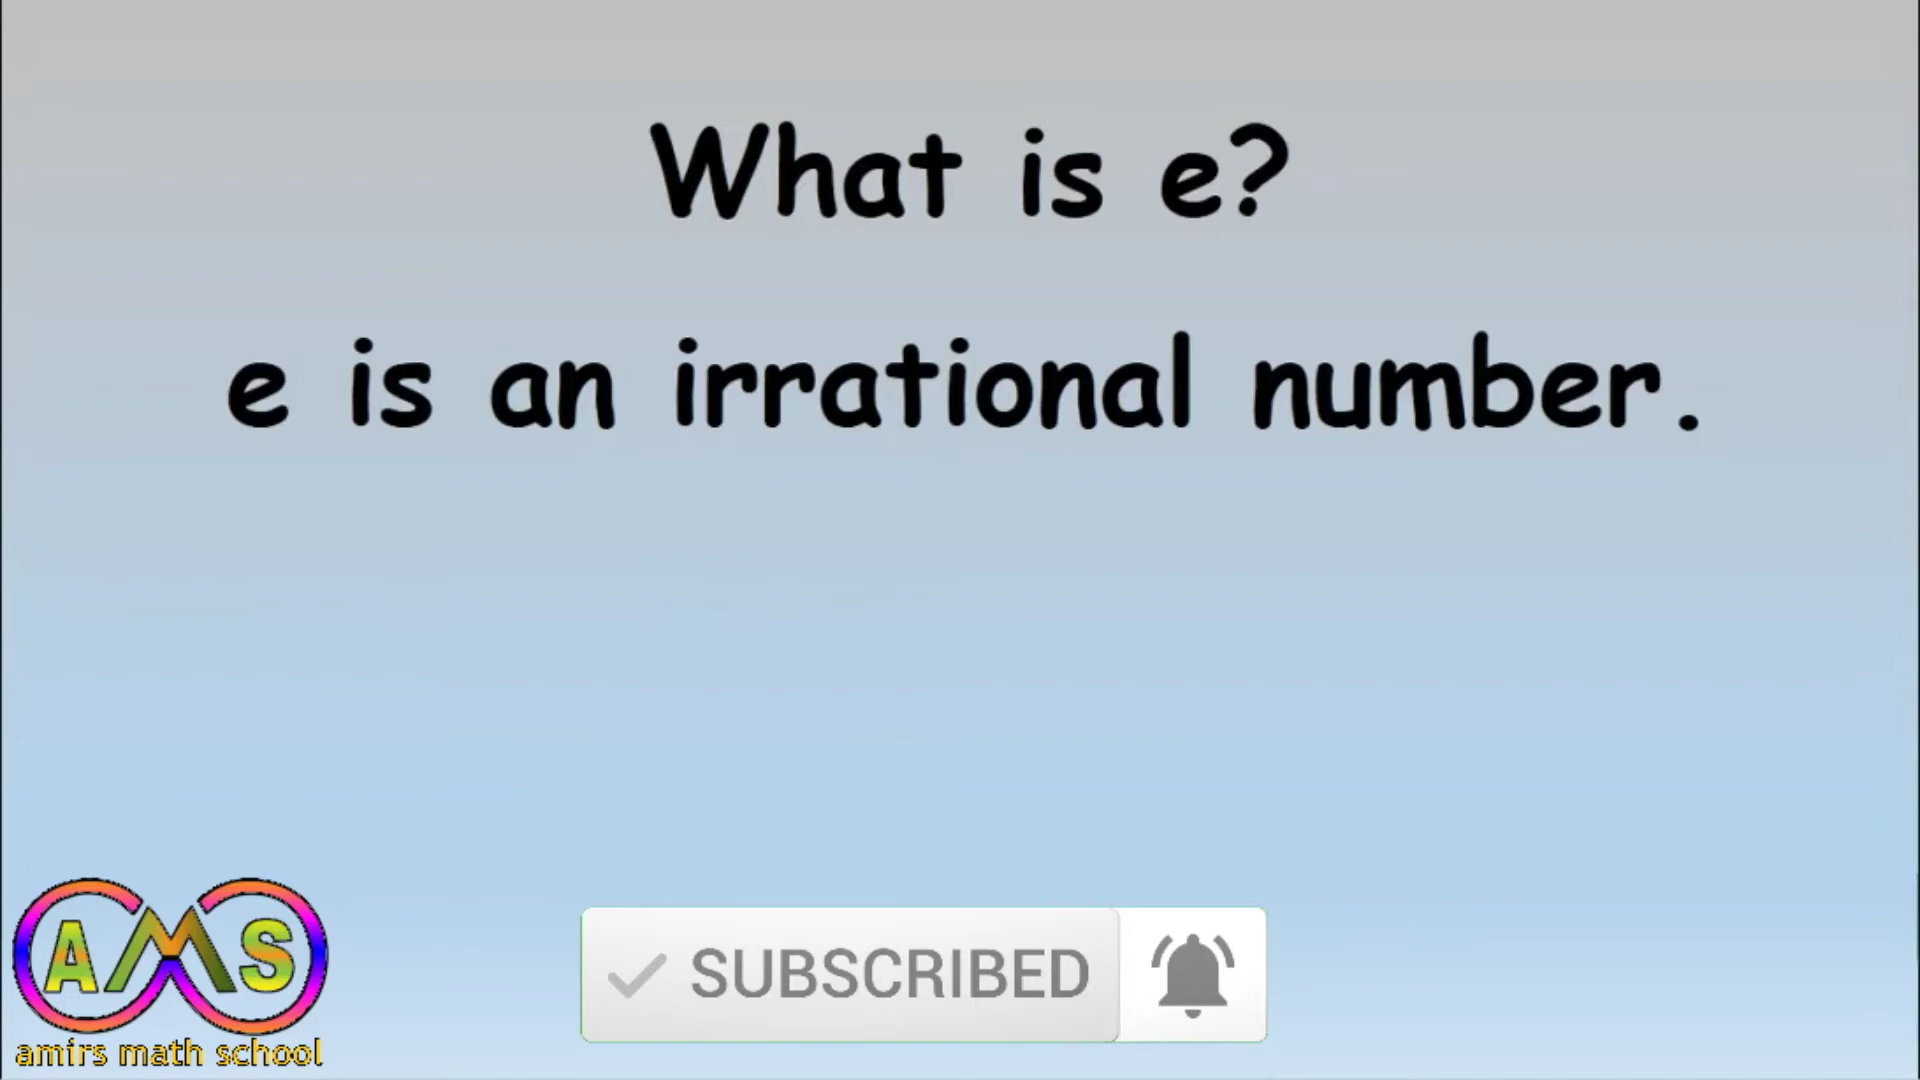 What is e?
e is an irrational number.
AMS
amirs math school
SUBSCRIBED